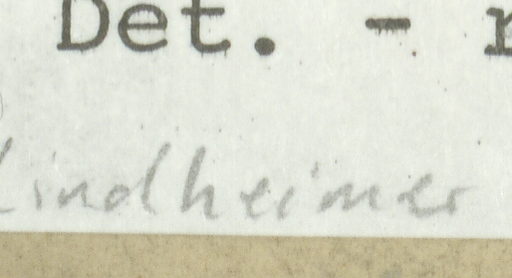 Det. -
Lindheimer